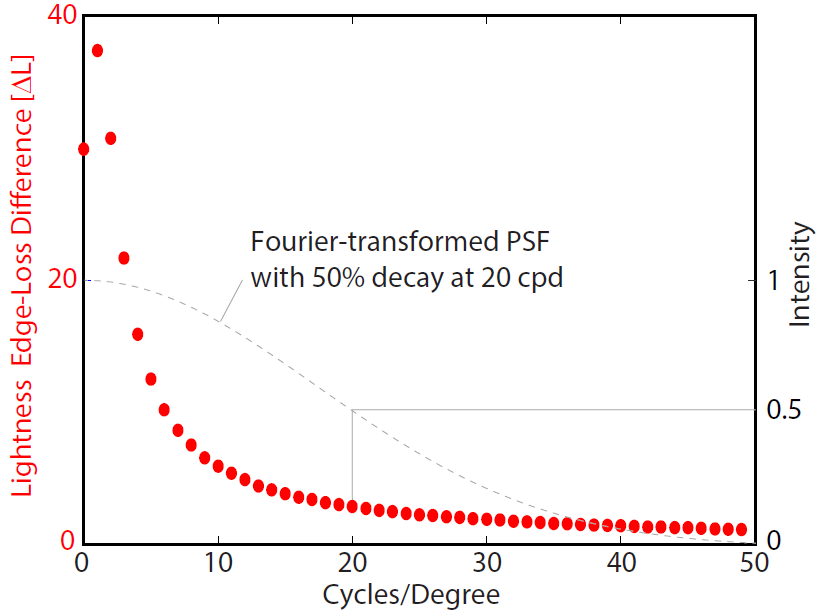 40
20
0
Lightness Edge-Loss Difference [ΔL]
Fourier-transformed PSF
with 50% decay at 20 cpd
1
0.5
0
Intensity
0 10 20 30 40 50
Cycles/Degree